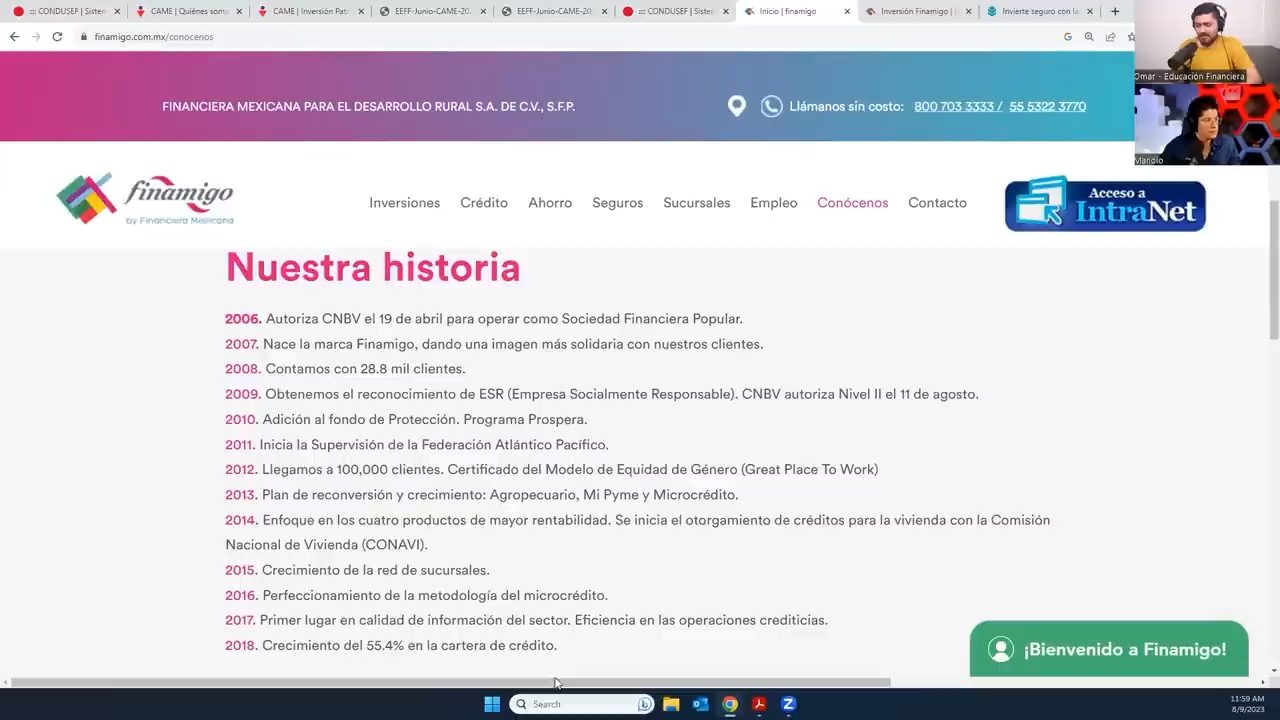 CONDUSEF | Sister
CAME | Quiénes som
CAME | Inversión Pat
EEFF-Junio-CAME-202
EEFF-Junio-CAME-20
CONDUSEF | Sister
Inicio | finamigo
Inversión Finamigo |
Invierte seguro con la
finamigo.com.mx/conocenos
Omar - Educación Financiera
Manolo
FINANCIERA MEXICANA PARA EL DESARROLLO RURAL S.A. DE C.V., S.F.P.
Llámanos sin costo: 800 703 3333 / 55 5322 3770
finamigo
by Financiera Mexicana
Inversiones Crédito Ahorro Seguros Sucursales Empleo Conócenos Contacto
Acceso a
IntraNet
Nuestra historia
2006. Autoriza CNBV el 19 de abril para operar como Sociedad Financiera Popular.
2007. Nace la marca Finamigo, dando una imagen más solidaria con nuestros clientes.
2008. Contamos con 28.8 mil clientes.
2009. Obtenemos el reconocimiento de ESR (Empresa Socialmente Responsable). CNBV autoriza Nivel II el 11 de agosto.
2010. Adición al fondo de Protección. Programa Prospera.
2011. Inicia la Supervisión de la Federación Atlántico Pacífico.
2012. Llegamos a 100,000 clientes. Certificado del Modelo de Equidad de Género (Great Place To Work)
2013. Plan de reconversión y crecimiento: Agropecuario, Mi Pyme y Microcrédito.
2014. Enfoque en los cuatro productos de mayor rentabilidad. Se inicia el otorgamiento de créditos para la vivienda con la Comisión
Nacional de Vivienda (CONAVI).
2015. Crecimiento de la red de sucursales.
2016. Perfeccionamiento de la metodología del microcrédito.
2017. Primer lugar en calidad de información del sector. Eficiencia en las operaciones crediticias.
2018. Crecimiento del 55.4% en la cartera de crédito.
¡Bienvenido a Finamigo!
Search
11:59 AM
8/9/2023